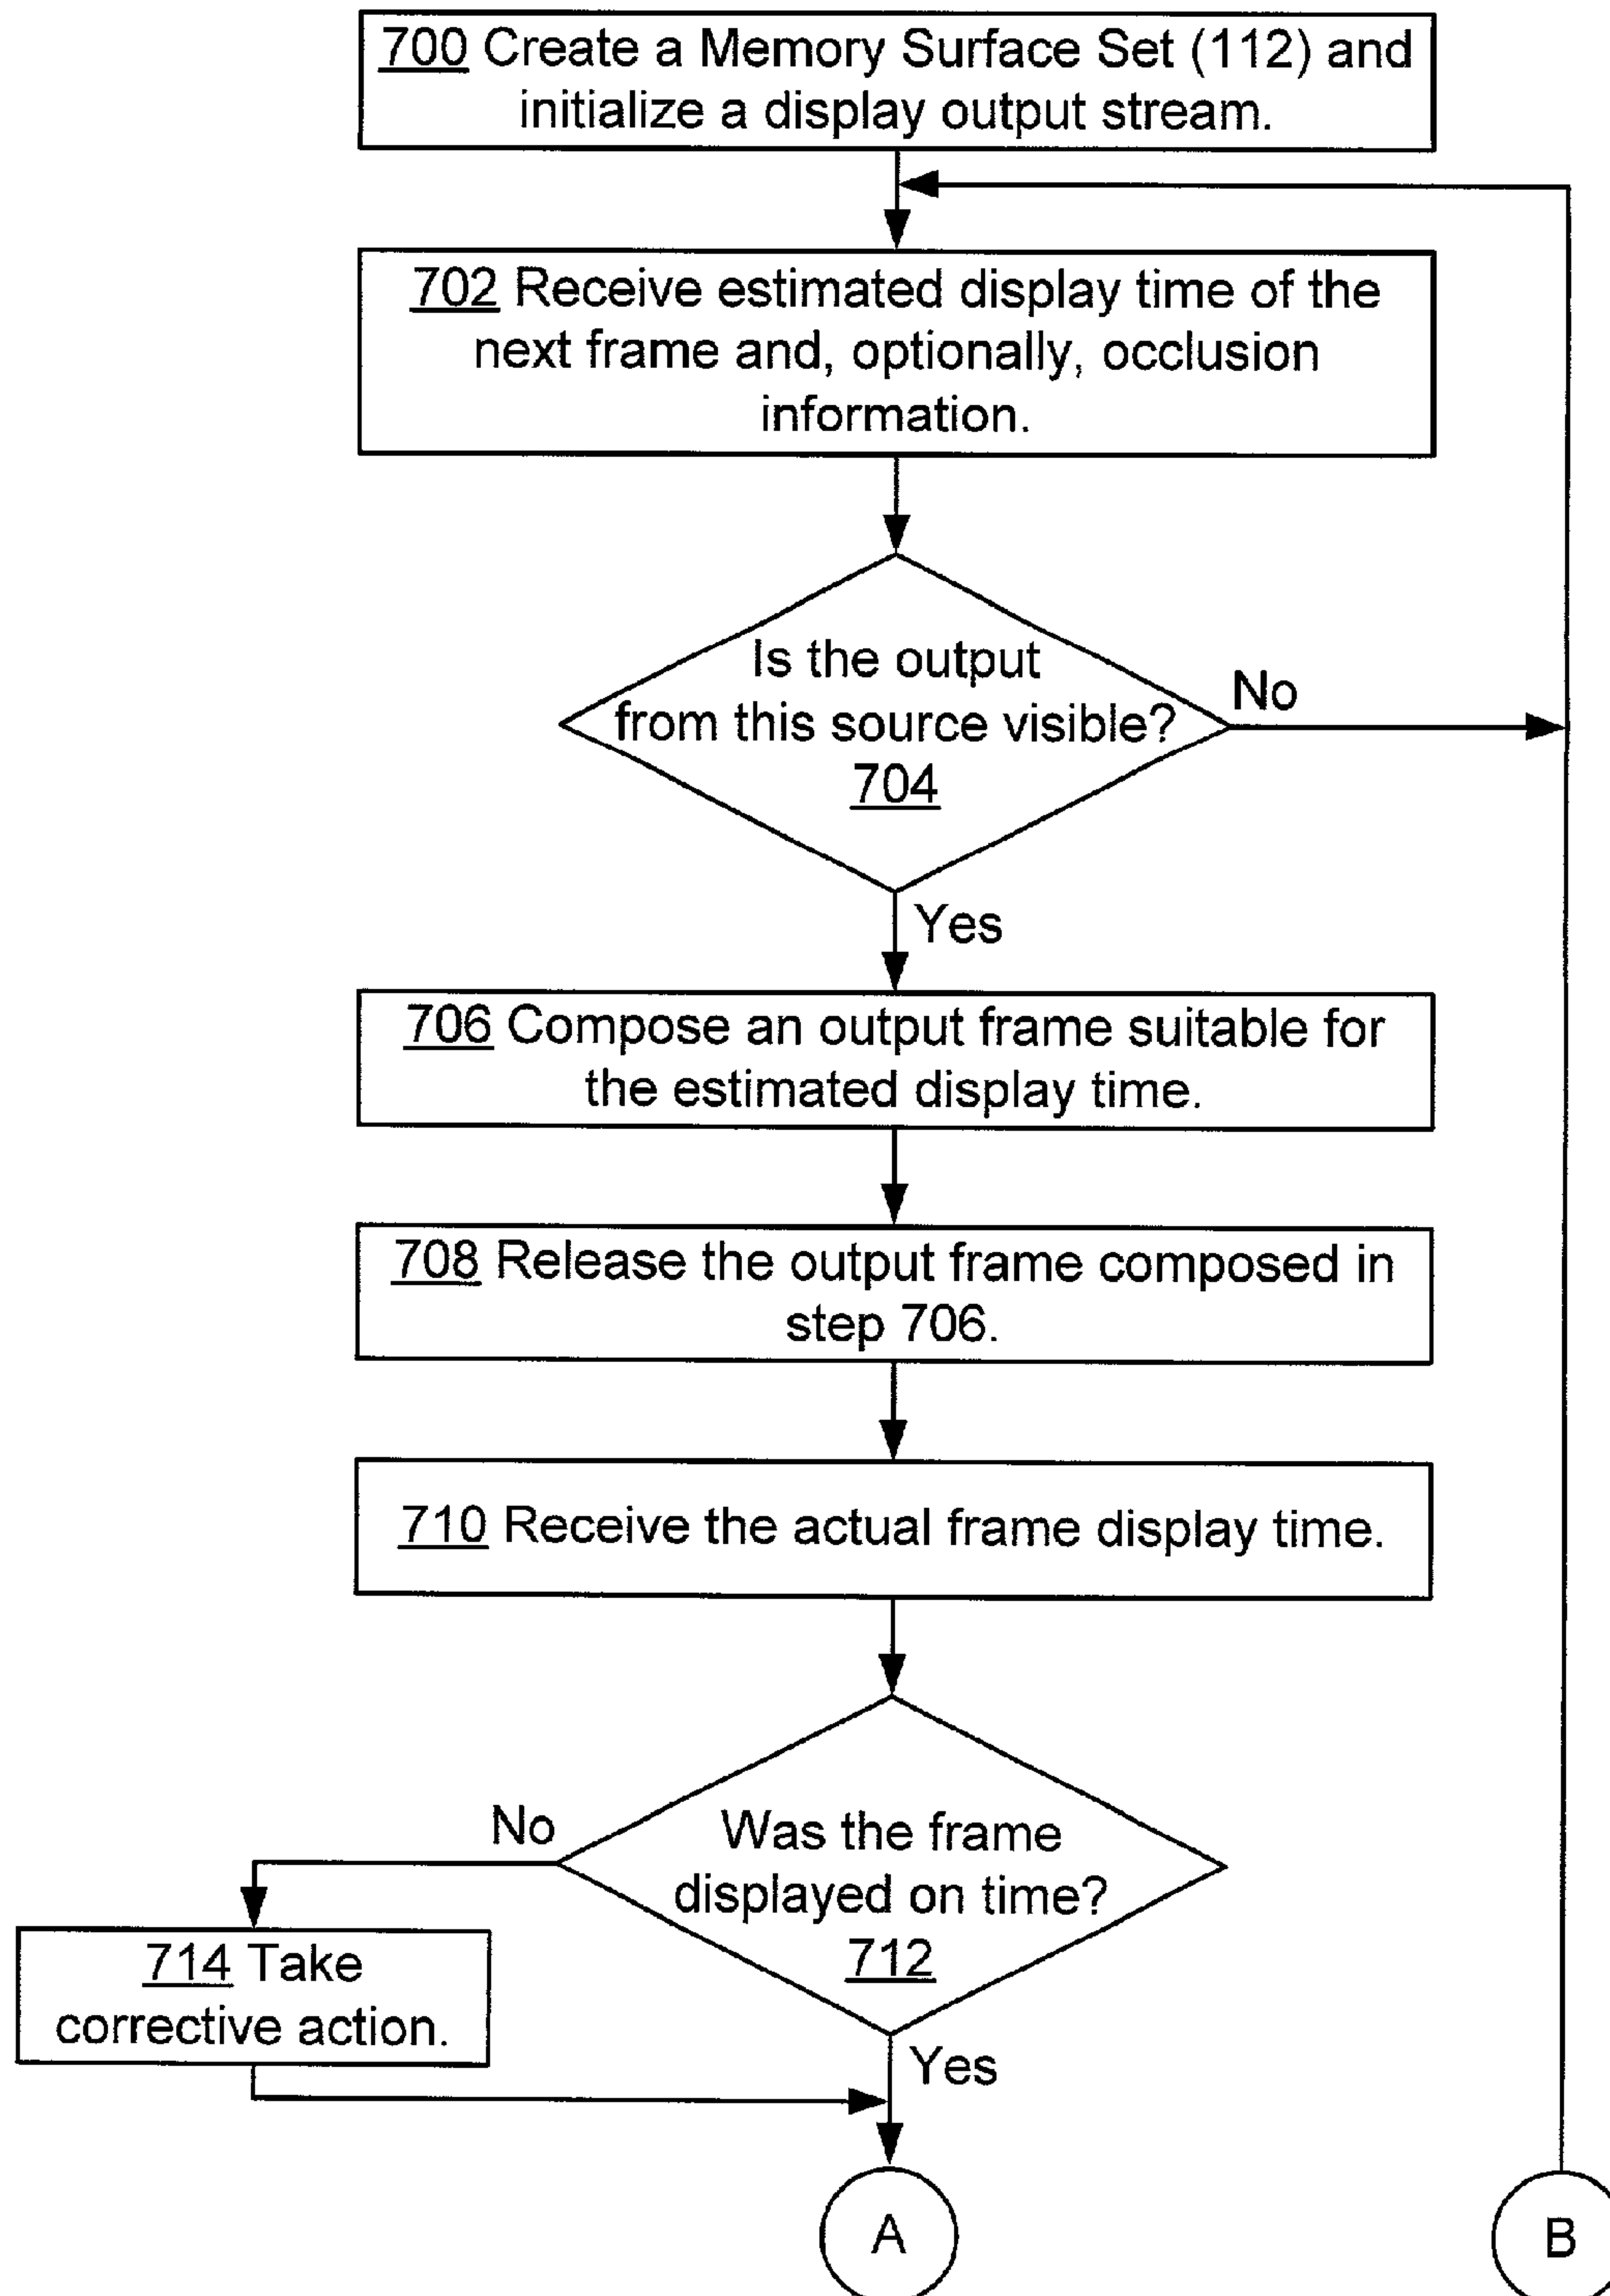 700 Create a Memory Surface Set (112) and
initialize a display output stream.
702 Receive estimated display time of the
next frame and, optionally, occlusion
information.
Is the output
from this source visible?
704
No
Yes
706 Compose an output frame suitable for
the estimated display time.
708 Release the output frame composed in
step 706.
710 Receive the actual frame display time.
Was the frame
displayed on time?
712
No
714 Take
corrective action.
Yes
A
B